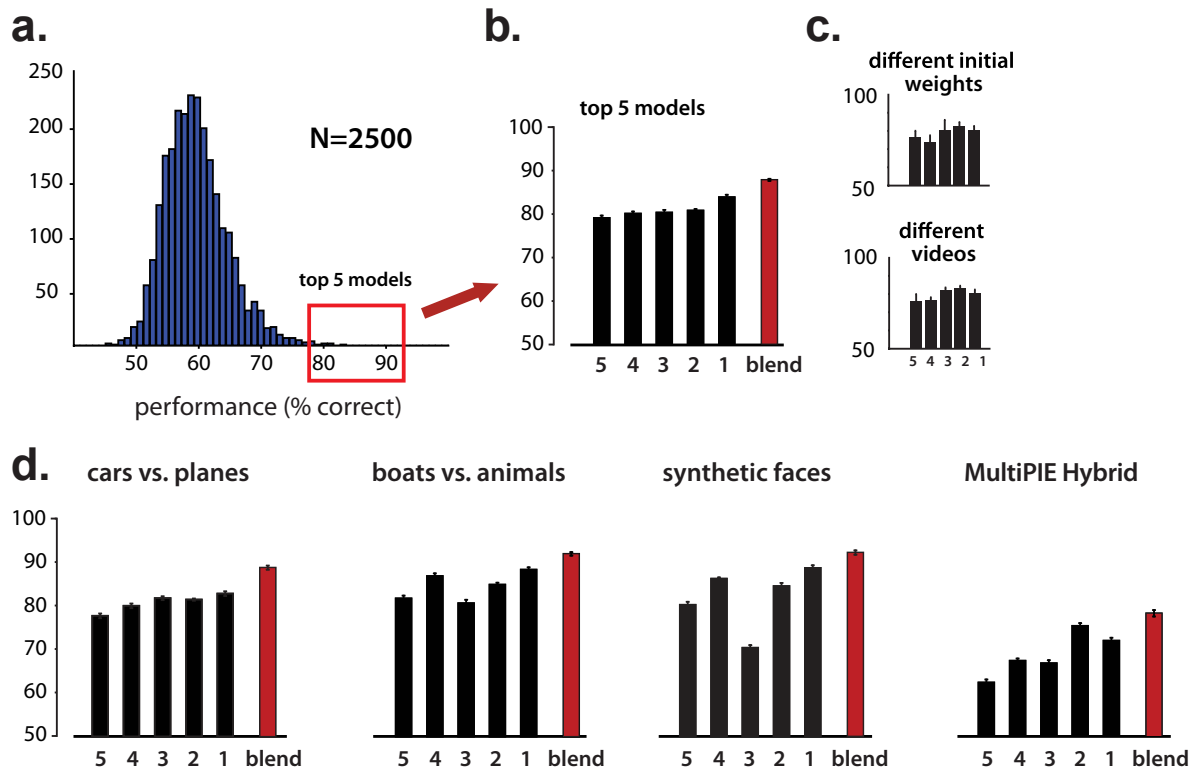 a.
250
200
150
100
50
N=2500
top 5 models
50 60 70 80 90
performance (% correct)
b.
top 5 models
100
90
80
70
60
50
5 4 3 2 1 blend
c.
different initial
weights
100
50
different
videos
100
50
5 4 3 2 1
d.
cars vs. planes
boats vs. animals
synthetic faces
MultiPIE Hybrid
100
90
80
70
60
50
5 4 3 2 1 blend
5 4 3 2 1 blend
5 4 3 2 1 blend
5 4 3 2 1 blend